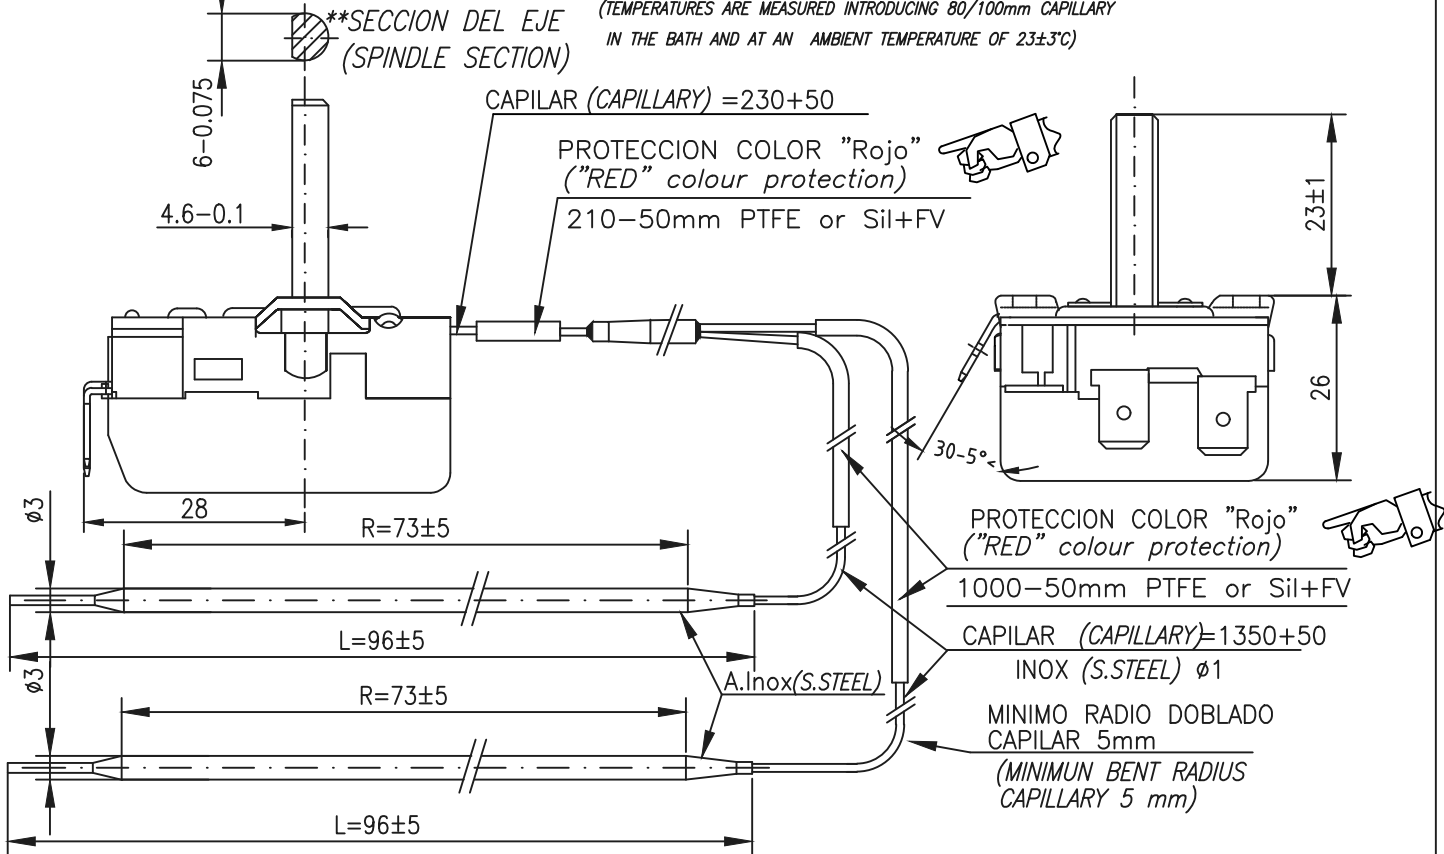 **SECCION DEL EJE
(SPINDLE SECTION)
(TEMPERATURES ARE MEASURED INTRODUCING 80/100mm CAPILLARY
IN THE BATH AND AT AN AMBIENT TEMPERATURE OF 23±3°C)
6-0.075
4.6-0.1
CAPILAR (CAPILLARY) =230+50
PROTECCION COLOR "Rojo"
("RED" colour protection)
210-50mm PTFE or Sil+FV
23±1
26
30-5°<
28
ø3
R=73±5
L=96±5
ø3
R=73±5
L=96±5
A.Inox(S.STEEL)
PROTECCION COLOR "Rojo"
("RED" colour protection)
1000-50mm PTFE or Sil+FV
CAPILAR (CAPILLARY)=1350+50
INOX (S.STEEL) ø1
MINIMO RADIO DOBLADO
CAPILAR 5mm
(MINIMUN BENT RADIUS
CAPILLARY 5 mm)